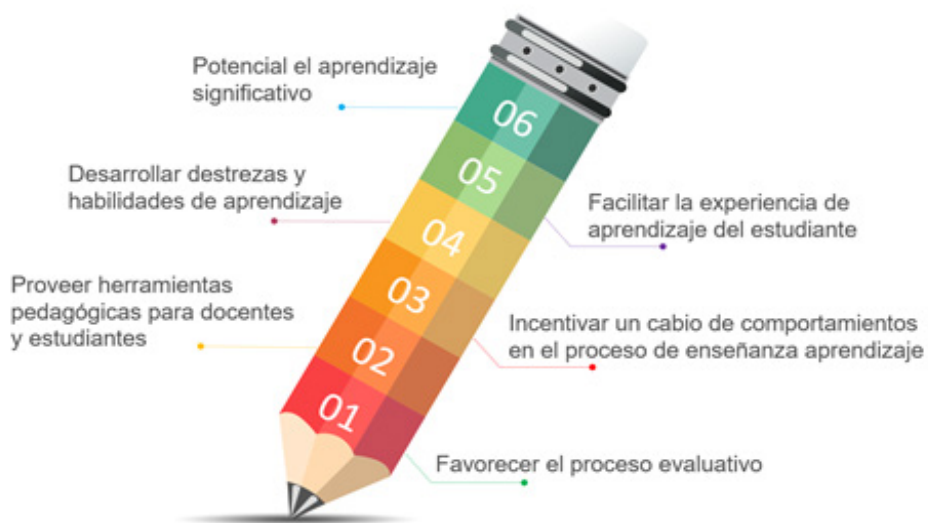 Potencial el aprendizaje
significativo
06
05
Desarrollar destrezas y
habilidades de aprendizaje
Facilitar la experiencia de
aprendizaje del estudiante
04
03
Proveer herramientas
pedagógicas para docentes
y estudiantes
Incentivar un cabio de comportamientos
en el proceso de enseñanza aprendizaje
02
01
Favorecer el proceso evaluativo